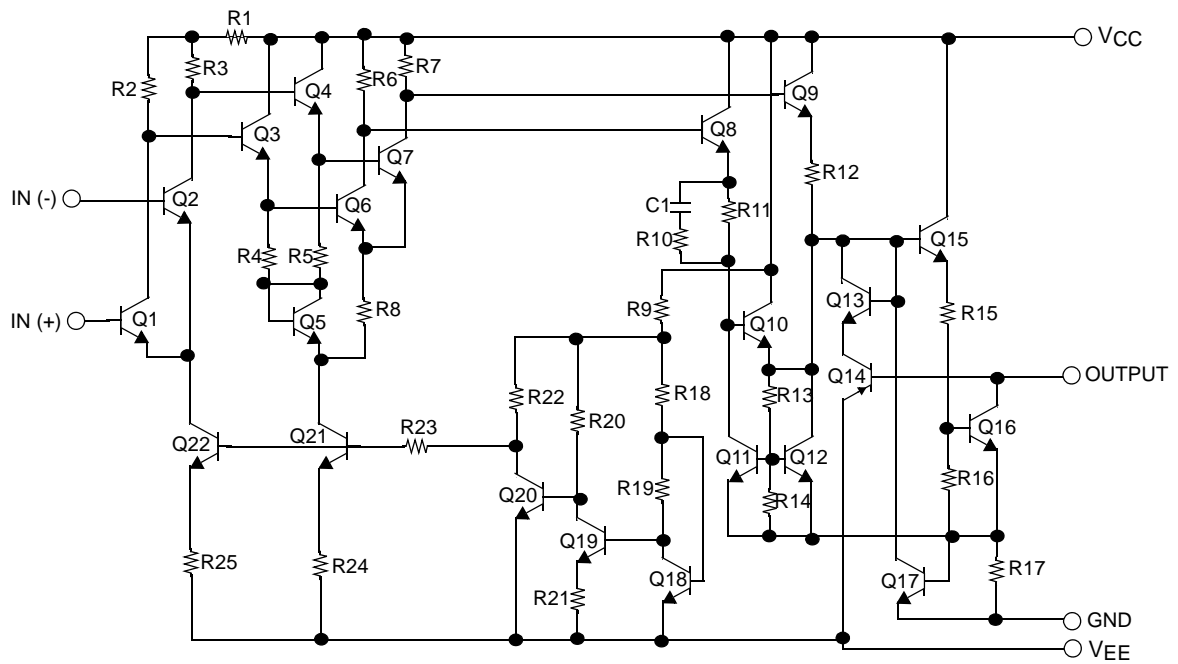 R1
VCC
R2
R3
Q4
R6
R7
Q9
Q3
Q8
Q7
R12
IN (-)
Q2
Q6
C1
R11
R10
Q15
R4
R5
Q13
IN (+)
Q1
Q5
R8
R9
Q10
R15
Q14
OUTPUT
R22
R18
R13
R20
Q16
Q22
Q21
R23
Q11
Q12
R16
Q20
R19
R14
Q19
R25
R24
Q18
Q17
R17
R21
GND
VEE